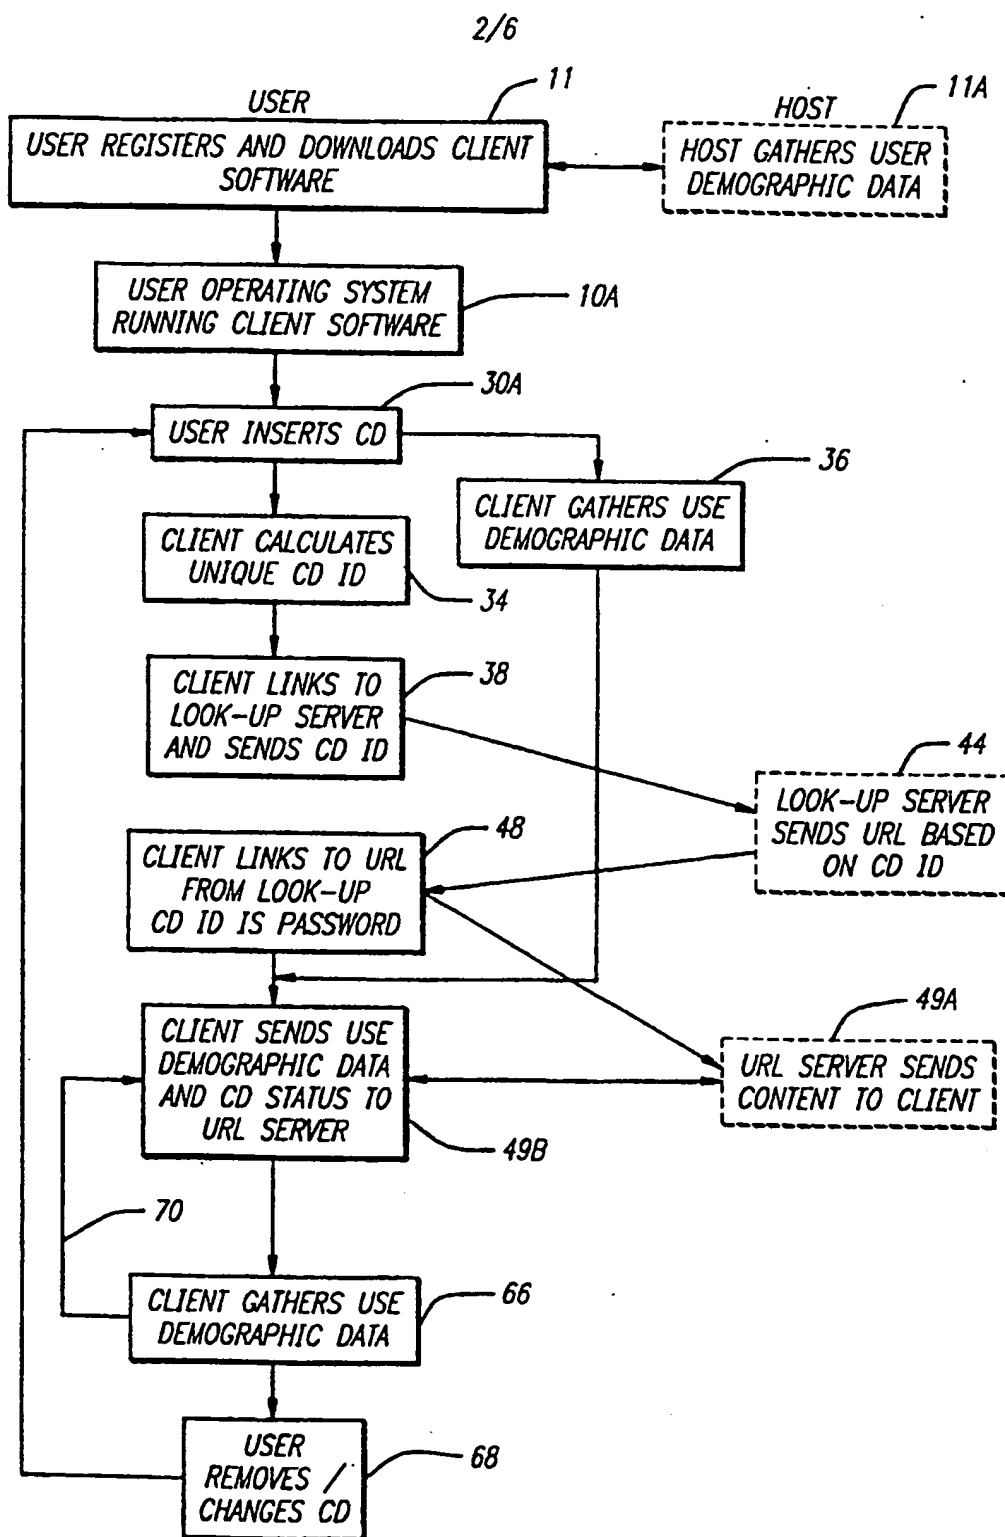 2/6
11
11A
USER
HOST
USER REGISTERS AND DOWNLOADS CLIENT
SOFTWARE
HOST GATHERS USER
DEMOGRAPHIC DATA
USER OPERATING SYSTEM
RUNNING CLIENT SOFTWARE
10A
30A
USER INSERTS CD
36
CLIENT GATHERS USE
DEMOGRAPHIC DATA
CLIENT CALCULATES
UNIQUE CD ID
34
CLIENT LINKS TO
LOOK-UP SERVER
AND SENDS CD ID
38
44
LOOK-UP SERVER
SENDS URL BASED
ON CD ID
48
CLIENT LINKS TO URL
FROM LOOK-UP
CD ID IS PASSWORD
49A
CLIENT SENDS USE
DEMOGRAPHIC DATA
AND CD STATUS TO
URL SERVER
URL SERVER SENDS
CONTENT TO CLIENT
49B
70
CLIENT GATHERS USE
DEMOGRAPHIC DATA
66
USER
REMOVES /
CHANGES CD
68